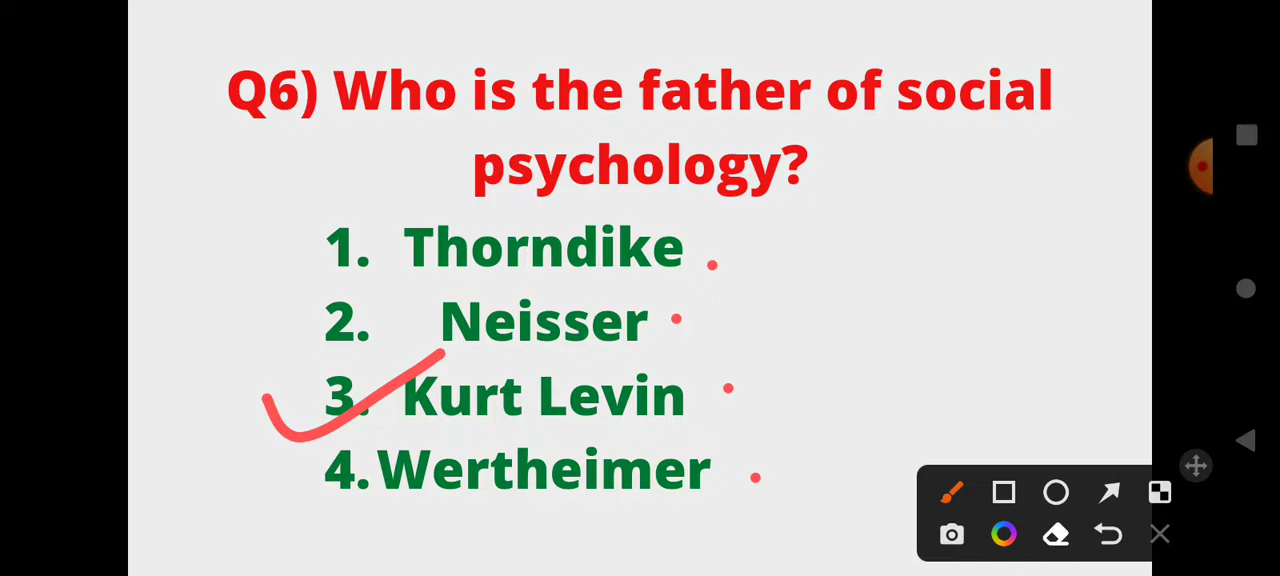 Q6) Who is the father of social
psychology?
1. Thorndike
2. Neisser
3. Kurt Levin
4. Wertheimer